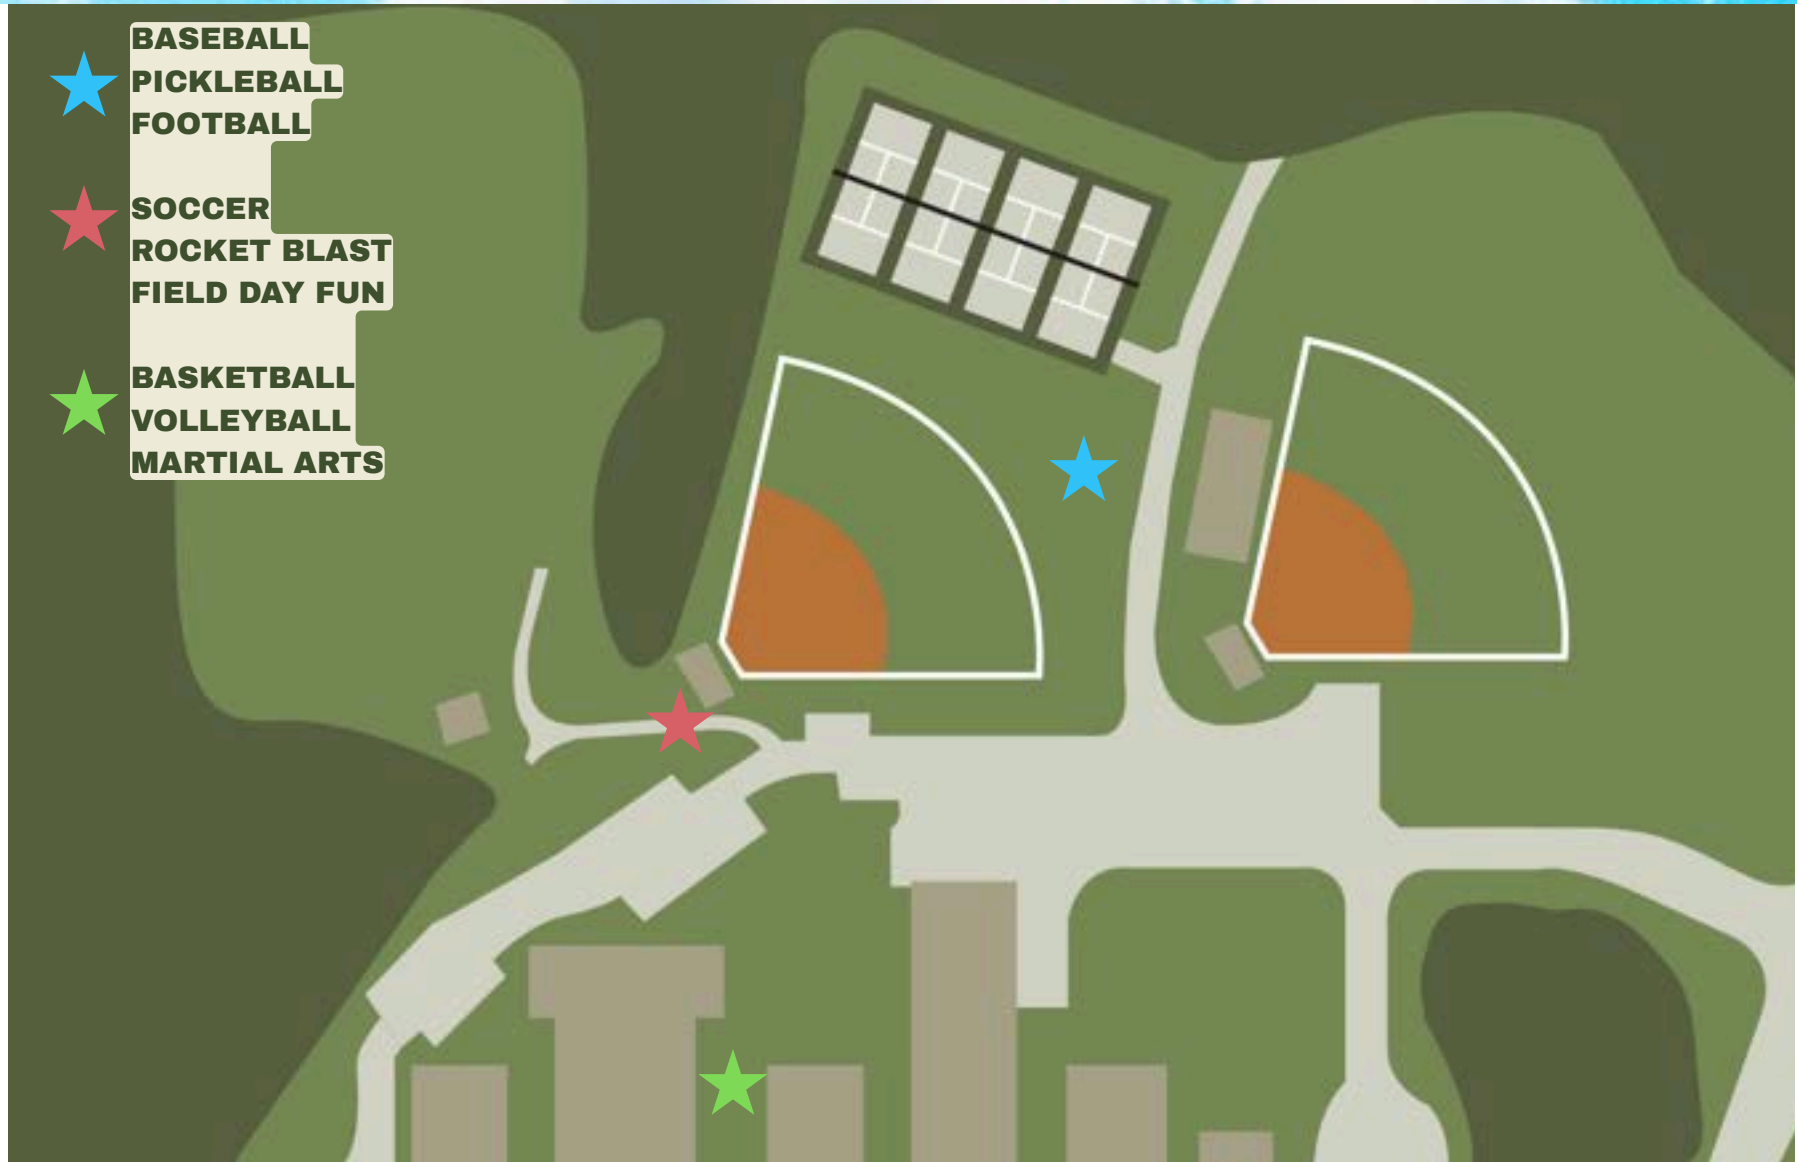 BASEBALL
PICKLEBALL
FOOTBALL
SOCCER
ROCKET BLAST
FIELD DAY FUN
BASKETBALL
VOLLEYBALL
MARTIAL ARTS